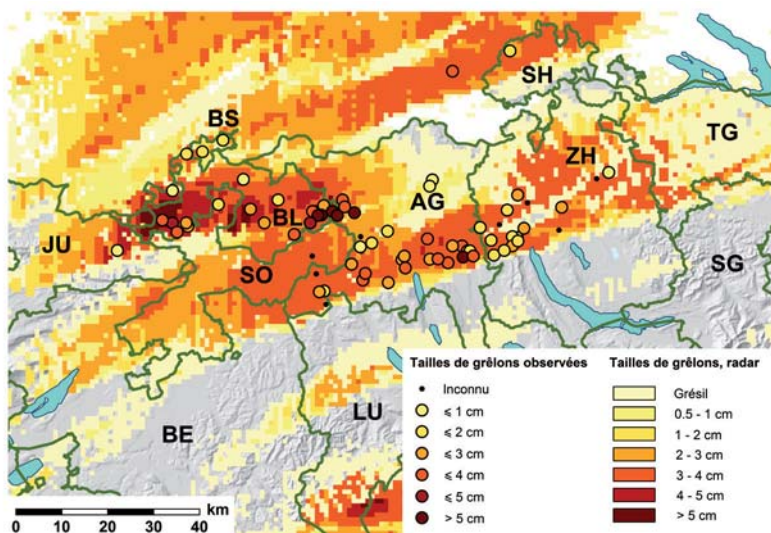 SH
BS
TG
ZH
AG
BL
JU
SO
SG
BE
LU
Tailles de grêlons observées
Inconnu
⩽ 1 cm
⩽ 2 cm
⩽ 3 cm
⩽ 4 cm
⩽ 5 cm
> 5 cm
Tailles de grêlons, radar
Grésil
0.5 - 1 cm
1 - 2 cm
2 - 3 cm
3 - 4 cm
4 - 5 cm
> 5 cm
km
0 10 20 30 40